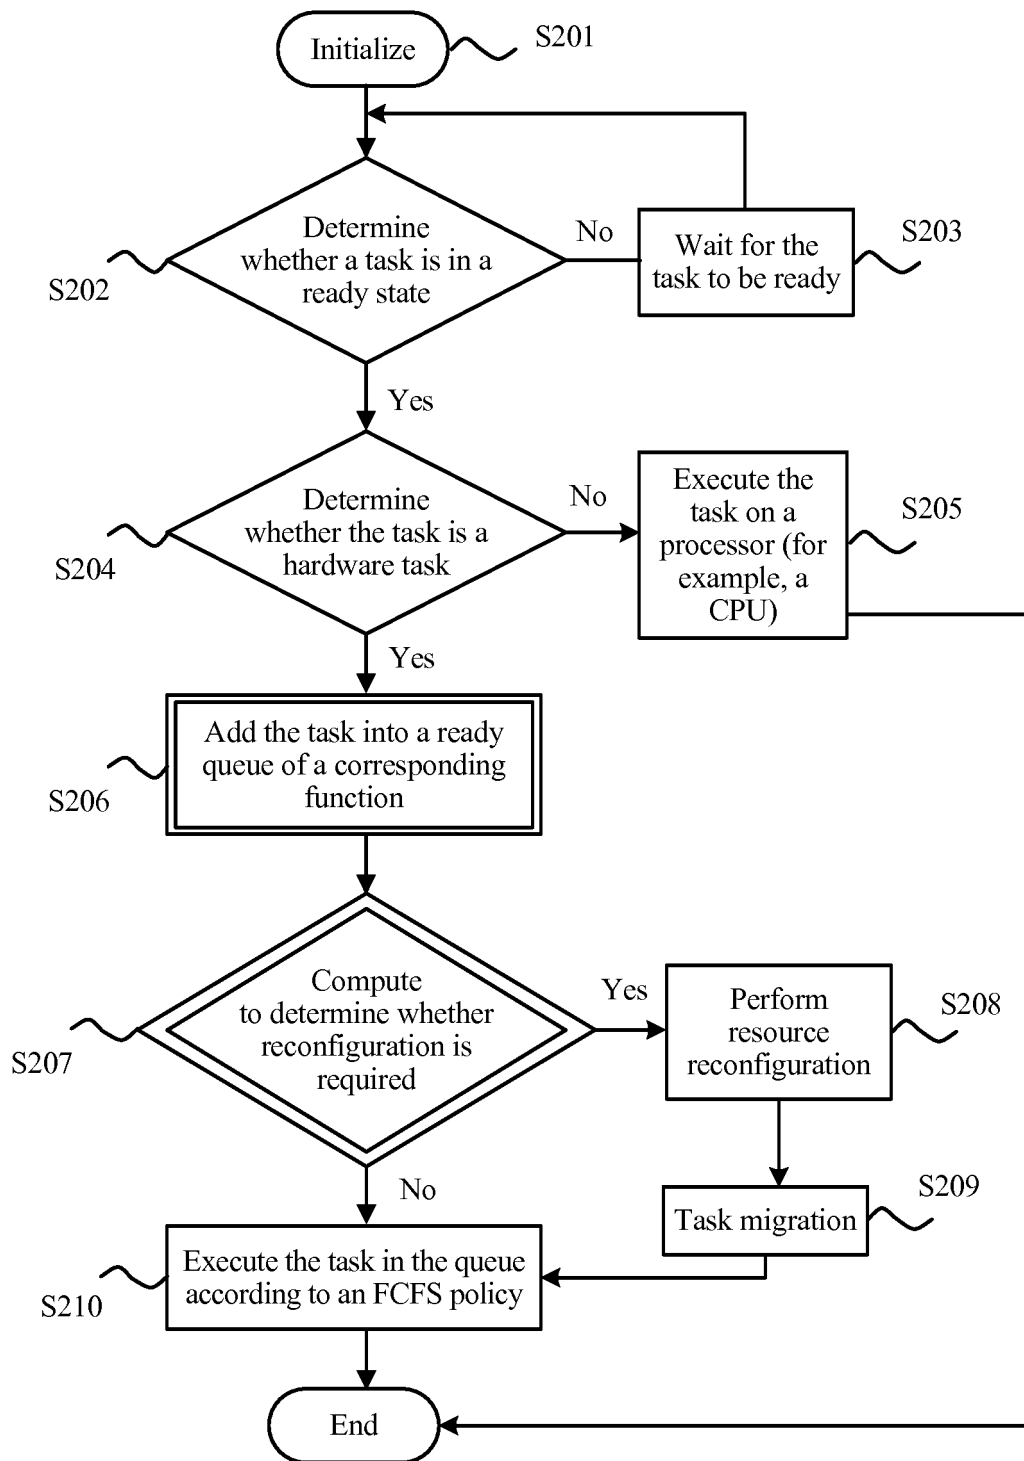 Initialize
S201
Determine
whether a task is in a
ready state
S202
No
Wait for the
task to be ready
S203
Yes
Determine
whether the task is a
hardware task
S204
No
Execute the
task on a
processor (for
example, a
CPU)
S205
Yes
Add the task into a ready
queue of a corresponding
function
S206
Compute
to determine whether
reconfiguration is
required
S207
Yes
Perform
resource
reconfiguration
S208
No
Task migration
S209
Execute the task in the queue
according to an FCFS policy
S210
End